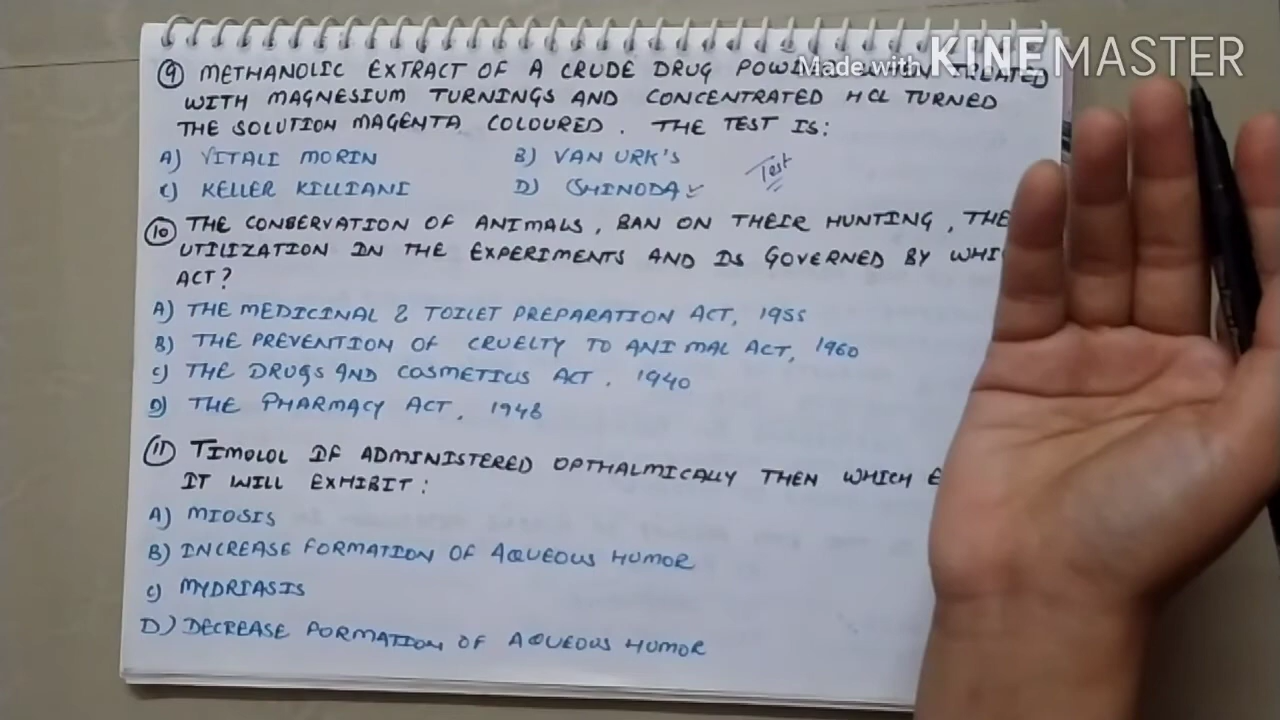 Made with KINEMASTER
9 METHANOLIC EXTRACT OF A CRUDE DRUG TREATED
WITH MAGNESIUM TURNINGS AND CONCENTRATED HCL TURNED
THE SOLUTION MAGENTA COLOURED. THE TEST IS:
A) VITALI MORIN B) VAN URK'S
C) KELLER KILLIANI D) SHINODA Test
10 THE CONSERVATION OF ANIMALS, BAN ON THEIR HUNTING,
UTILIZATION IN THE EXPERIMENTS AND IS GOVERNED BY
ACT?
A) THE MEDICINAL & TOILET PREPARATION ACT, 1955
B) THE PREVENTION OF CRUELTY TO ANIMAL ACT, 1960
C) THE DRUGS AND COSMETICS ACT. 1940
D) THE PHARMACY ACT, 1948
11 TIMOLOL IF ADMINISTERED OPTHALMICALLY THEN WHICH
IT WILL EXHIBIT:
A) MIOSIS
B) INCREASE FORMATION OF AQUEOUS HUMOR
C) MYDRIASIS
D) DECREASE FORMATION OF AQUEOUS HUMOR